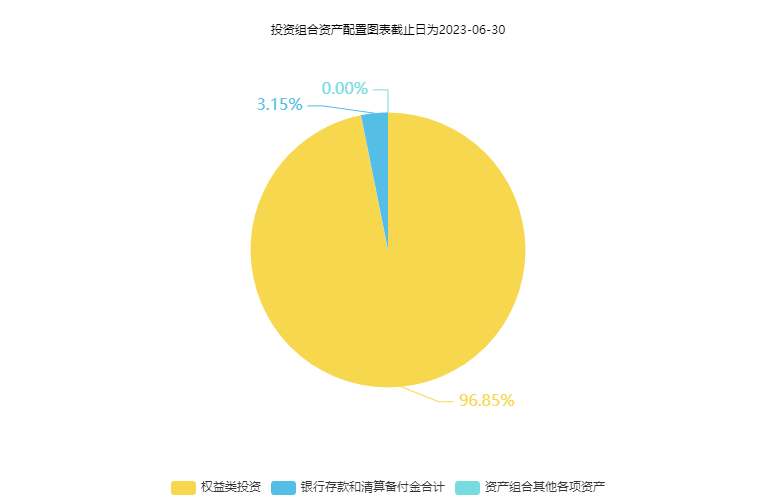 投资组合资产配置图表截止日为2023-06-30
0.00%
3.15%
96.85%
权益类投资
银行存款和清算备付金合计
资产组合其他各项资产